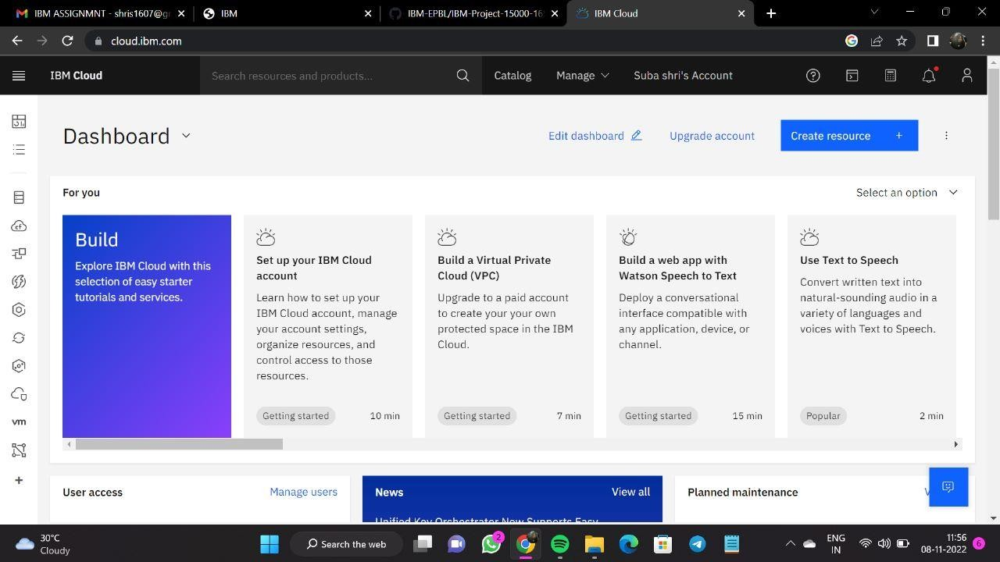 IBM ASSIGNMNT - shris1607@gr
IBM
IBM-EPBL/IBM-Project-15000-16
IBM Cloud
cloud.ibm.com
IBM Cloud
Search resources and products...
Catalog
Manage
Suba shri's Account
Dashboard
Edit dashboard
Upgrade account
Create resource +
For you
Select an option
Build
Explore IBM Cloud with this
selection of easy starter
tutorials and services.
Set up your IBM Cloud
account
Learn how to set up your
IBM Cloud account, manage
your account settings,
organize resources, and
control access to those
resources.
Getting started
10 min
Build a Virtual Private
Cloud (VPC)
Upgrade to a paid account
to create your your own
protected space in the IBM
Cloud.
Getting started
7 min
Build a web app with
Watson Speech to Text
Deploy a conversational
interface compatible with
any application, device, or
channel.
Getting started
15 min
Use Text to Speech
Convert written text into
natural-sounding audio in a
variety of languages and
voices with Text to Speech.
Popular
2 min
vm
User access
Manage users
News
View all
Unified Key Orchestrator Now Supports Easy
Planned maintenance
30°C
Cloudy
Search the web
2
ENG
IN
11:56
08-11-2022
6